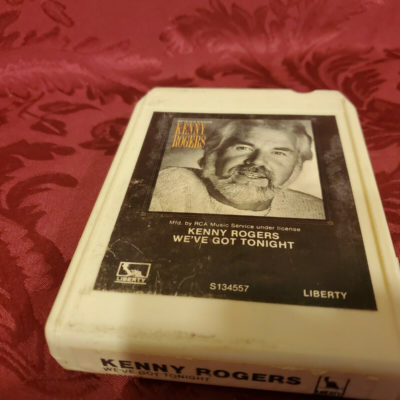 KENNY
ROGERS
Mfd. by RCA Music Service under license
KENNY ROGERS
WE'VE GOT TONIGHT
LIBERTY
S134557
LIBERTY
KENNY ROGERS
WE'VE GOT TONIGHT